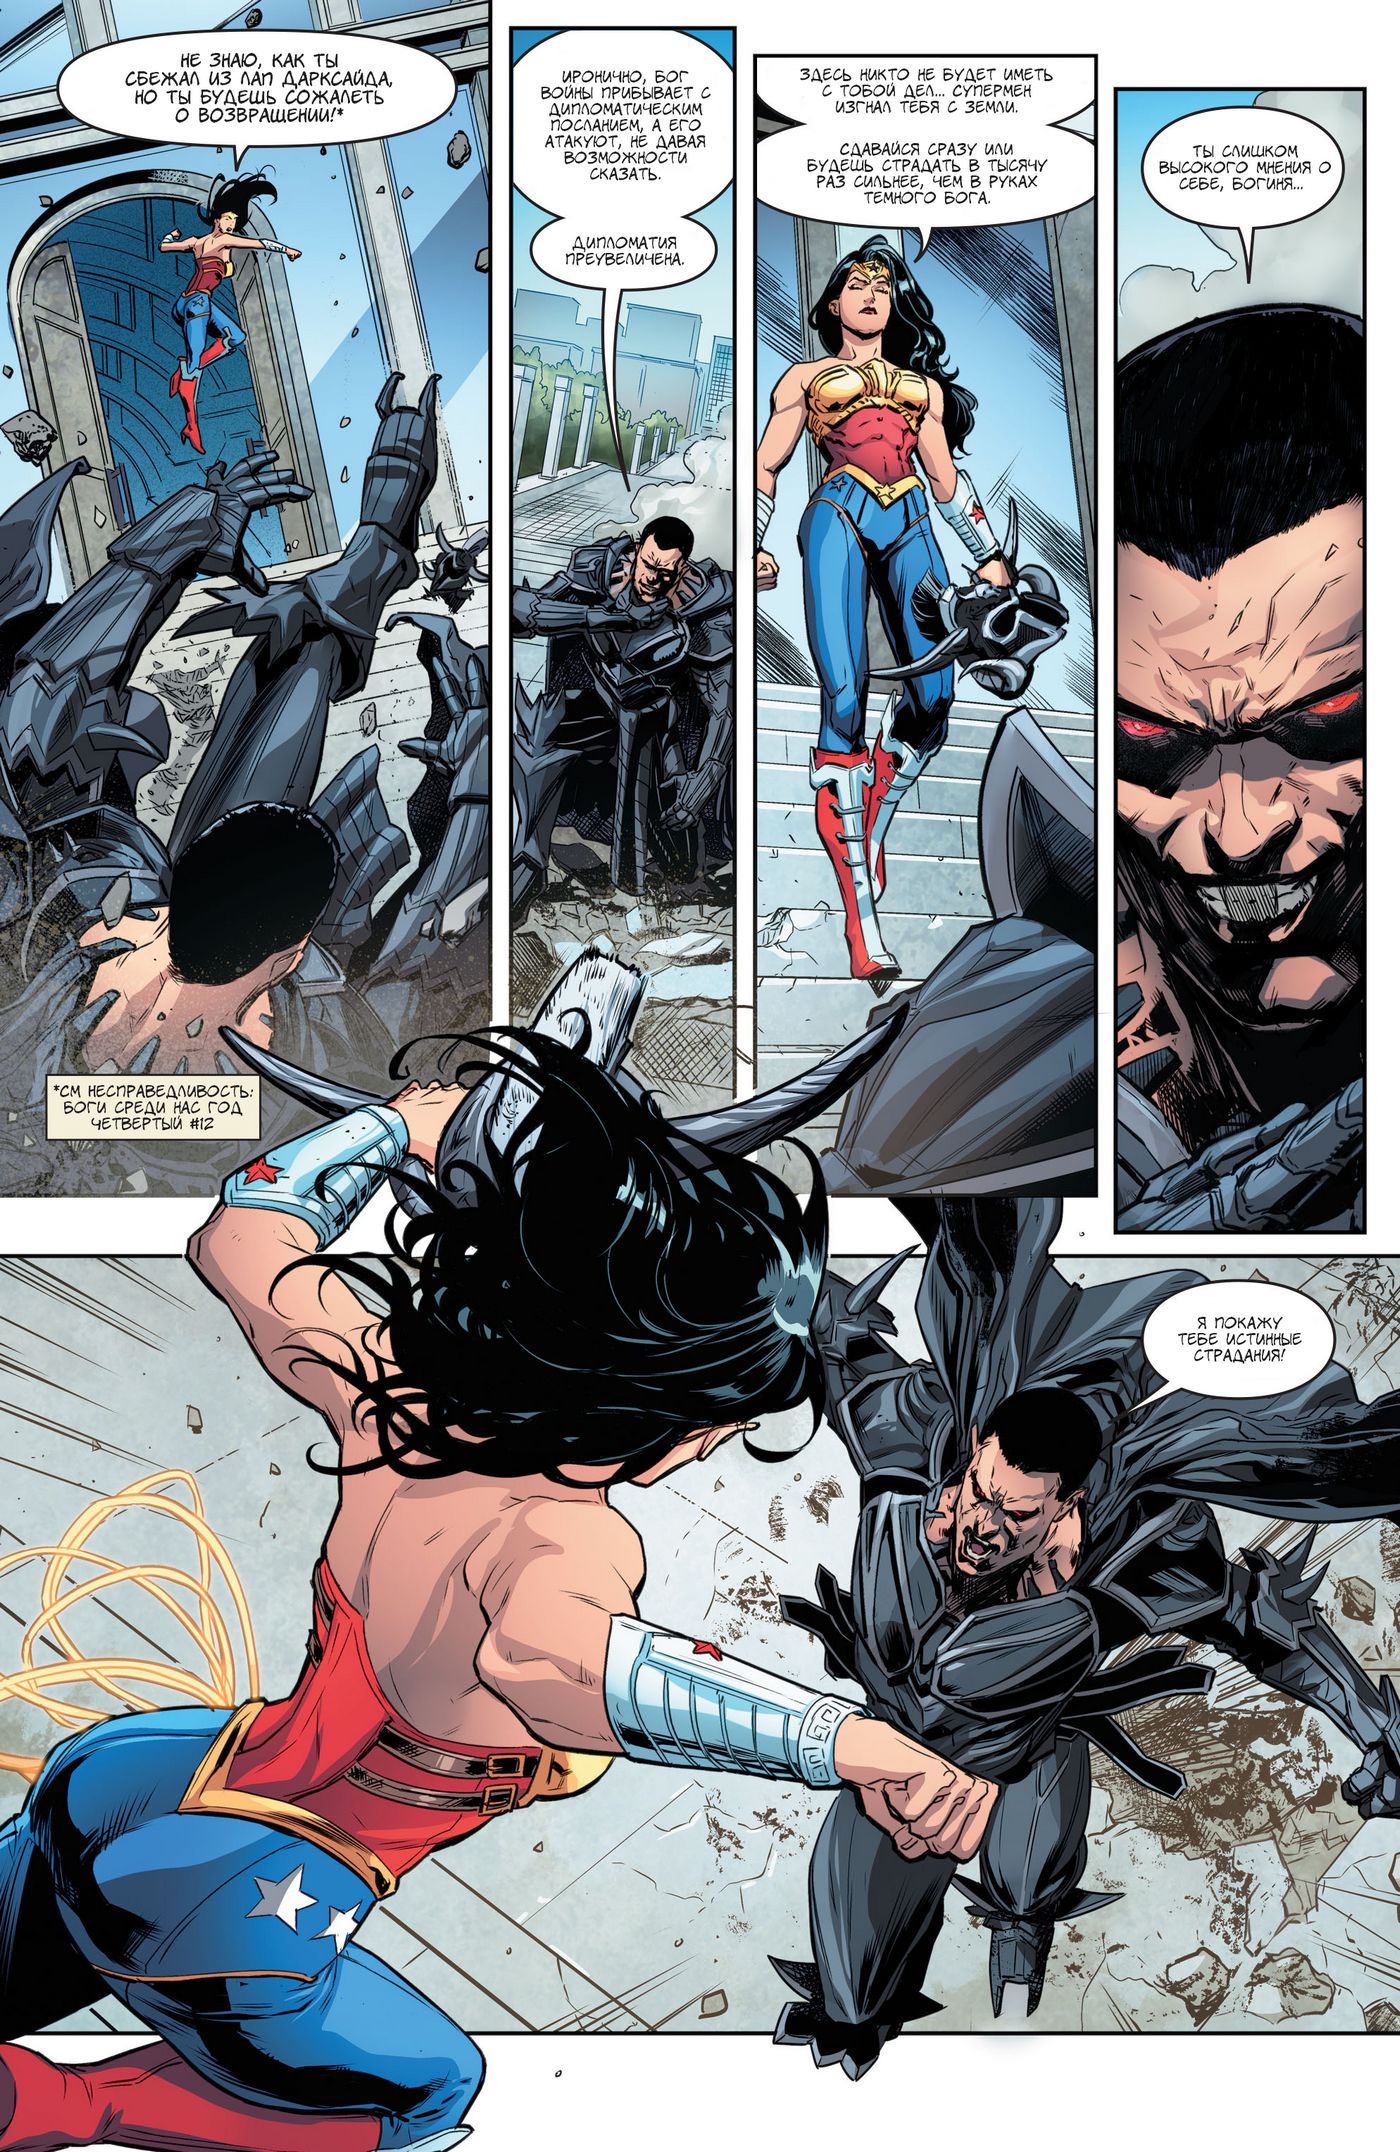 НЕ ЗНАЮ, КАК ТЫ
СБЕЖАЛ ИЗ ЛАП ДАРКСАЙДА,
НО ТЫ БУДЕШЬ СОЖАЛЕТЬ
О ВОЗВРАЩЕНИИ!*
*СМ НЕСПРАВЕДЛИВОСТЬ:
БОГИ СРЕДИ НАС ГОД
ЧЕТВЕРТЫЙ #12
ИРОНИЧНО, БОГ
ВОЙНЫ ПРИБЫВАЕТ С
ДИПЛОМАТИЧЕСКИМ
ПОСЛАНИЕМ, А ЕГО
АТАКУЮТ, НЕ ДАВАЯ
ВОЗМОЖНОСТИ
СКАЗАТЬ.
ДИПЛОМАТИЯ
ПРЕУВЕЛИЧЕНА.
ЗДЕСЬ НИКТО НЕ БУДЕТ ИМЕТЬ
С ТОБОЙ ДЕЛ... СУПЕРМЕН
ИЗГНАЛ ТЕБЯ С ЗЕМЛИ.
СДАВАЙСЯ СРАЗУ ИЛИ
БУДЕШЬ СТРАДАТЬ В ТЫСЯЧУ
РАЗ СИЛЬНЕЕ, ЧЕМ В РУКАХ
ТЕМНОГО БОГА.
ТЫ СЛИШКОМ
ВЫСОКОГО МНЕНИЯ О
СЕБЕ, БОГИНЯ...
Я ПОКАЖУ
ТЕБЕ ИСТИННЫЕ
СТРАДАНИЯ!